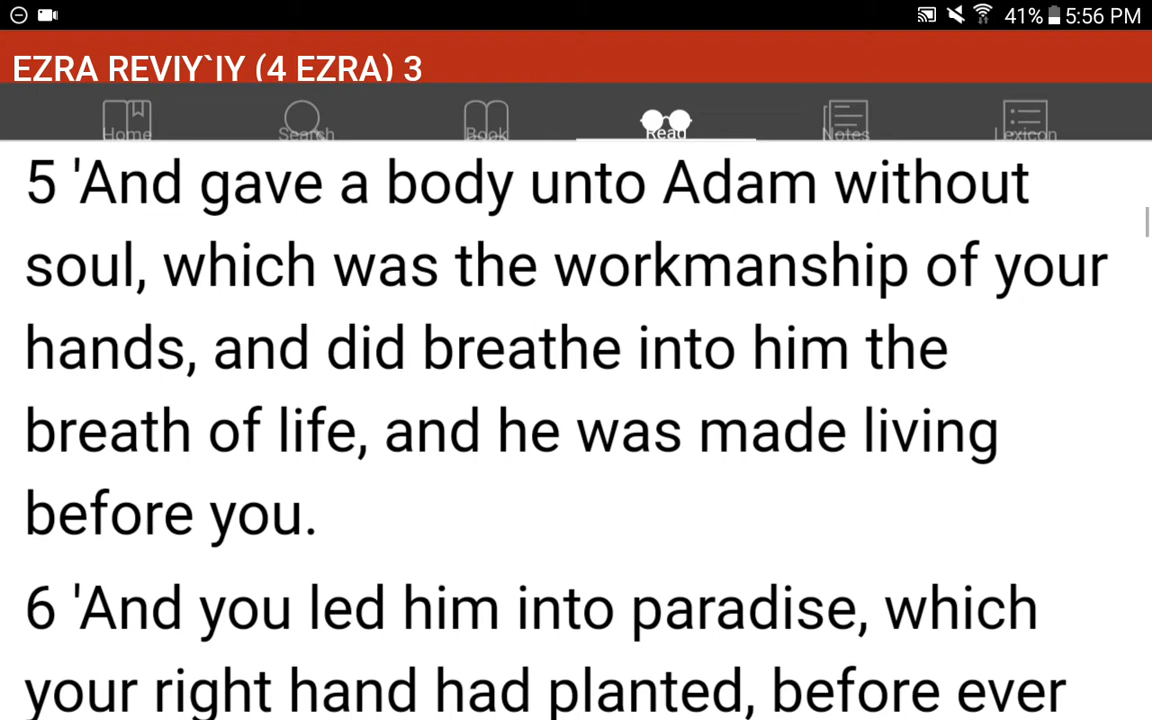 41% 5:56 PM
EZRA REVIY`IY (4 EZRA) 3
Home Search Book Read Notes Lexicon
5 'And gave a body unto Adam without
soul, which was the workmanship of your
hands, and did breathe into him the
breath of life, and he was made living
before you.
6 'And you led him into paradise, which
your right hand had planted, before ever